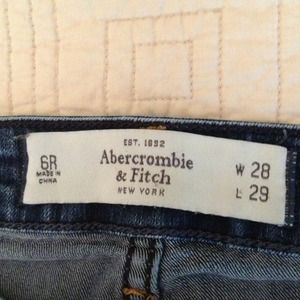 EST. 1892
6R
MADE IN
CHINA
Abercrombie
& Fitch
NEW YORK
W 28
L 29